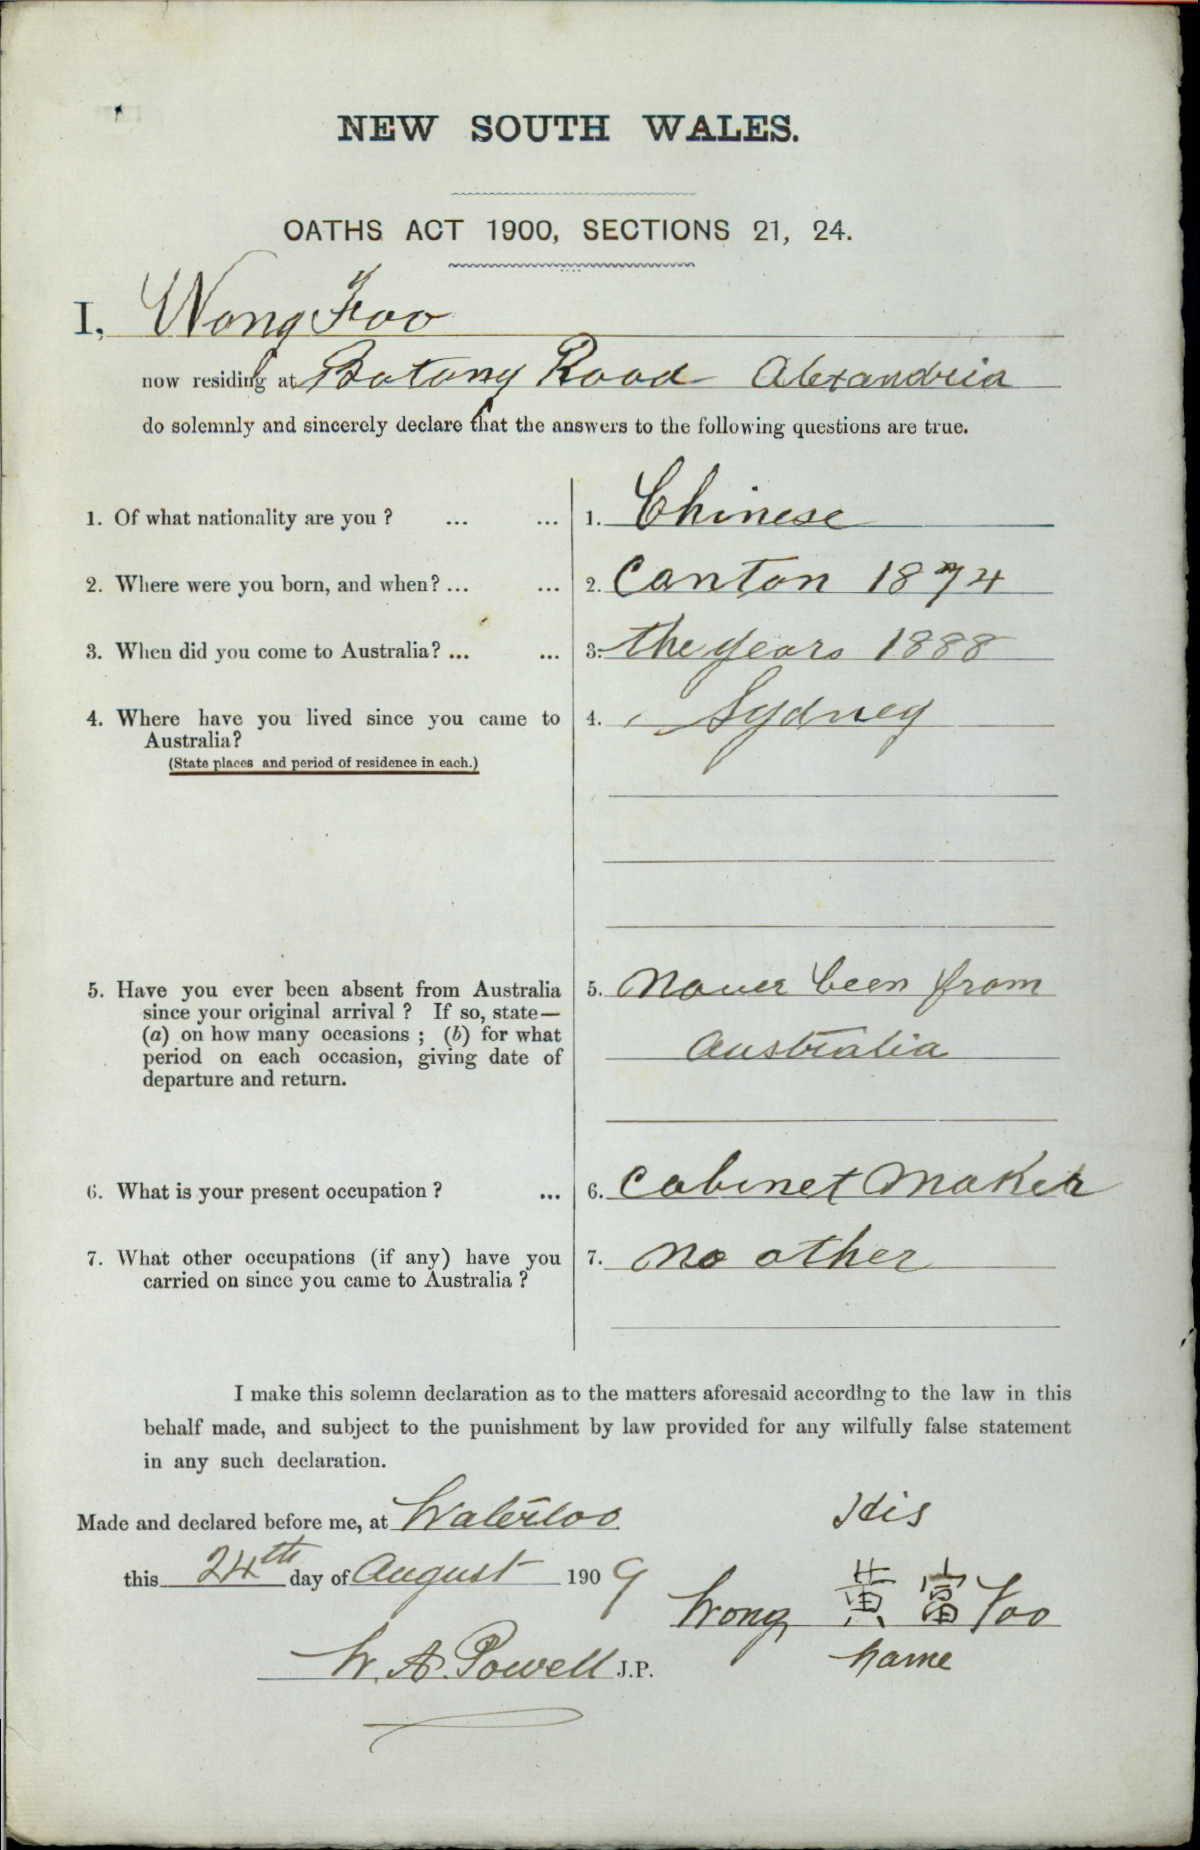 NEW SOUTH WALES.
OATHS ACT 1900, SECTIONS 21, 24.
I, Wong Foo
now residing at Botany Road Alexandria
do solemnly and sincerely declare that the answers to the following questions are true.
1. Of what nationality are you ? ... ... 1. Chinese
2. Where were you born, and when? ... ... 2. Canton 1874
3. When did you come to Australia? ... ... 3. the years 1888
4. Where have you lived since you came to 4. Sydney
Australia?
(State places and period of residence in each.)
5. Have you ever been absent from Australia 5. Never been from
since your original arrival ? If so, state—
(a) on how many occasions ; (b) for what Australia
period on each occasion, giving date of
departure and return.
6. What is your present occupation ? ... 6. Cabinet Maker
7. What other occupations (if any) have you 7. no other
carried on since you came to Australia ?
I make this solemn declaration as to the matters aforesaid according to the law in this
behalf made, and subject to the punishment by law provided for any wilfully false statement
in any such declaration.
Made and declared before me, at Waterloo His
this 24th day of August 1909
Wong 黃 富 Foo
W. A. Powell J.P. name